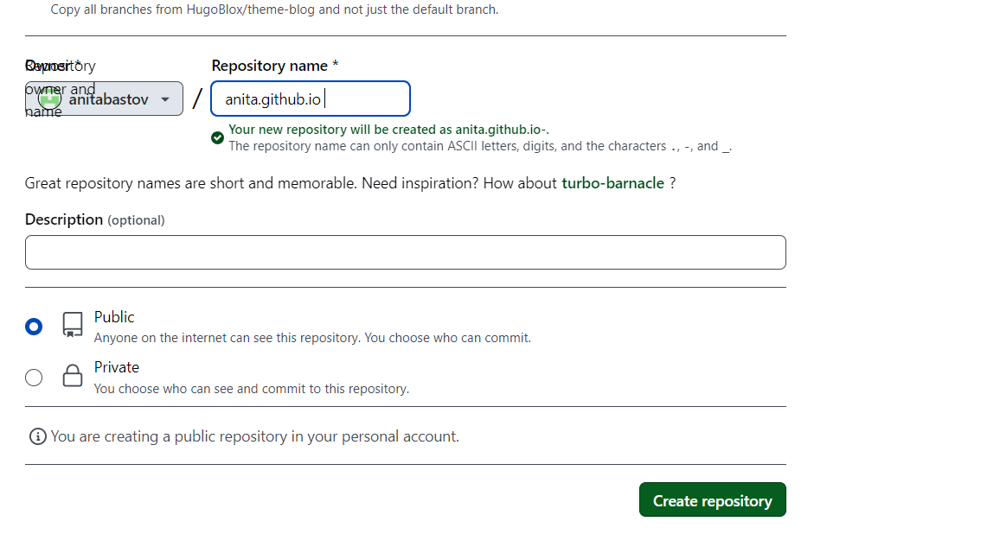 Copy all branches from HugoBlox/theme-blog and not just the default branch.
Owner *
Repository owner and name
anitabastov
/
Repository name *
anita.github.io
Your new repository will be created as anita.github.io-.
The repository name can only contain ASCII letters, digits, and the characters ., -, and _.
Great repository names are short and memorable. Need inspiration? How about turbo-barnacle ?
Description (optional)
Public
Anyone on the internet can see this repository. You choose who can commit.
Private
You choose who can see and commit to this repository.
You are creating a public repository in your personal account.
Create repository